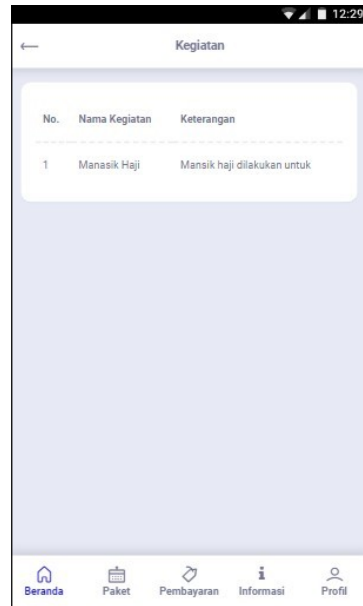 12:29
Kegiatan
No. Nama Kegiatan Keterangan
1 Manasik Haji Mansik haji dilakukan untuk
Beranda Paket Pembayaran Informasi Profil